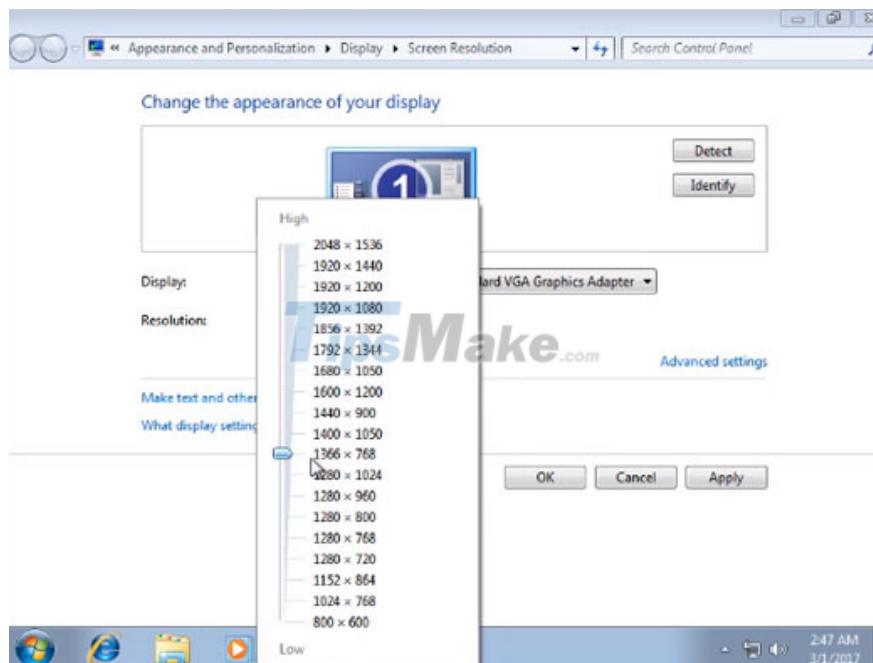 « Appearance and Personalization ▸ Display ▸ Screen Resolution
Search Control Panel
Change the appearance of your display
Detect
1
Identify
High
2048 × 1536
1920 × 1440
Display:
1920 × 1200
VGA Graphics Adapter
1920 × 1080
Resolution:
1856 × 1392
TipsMake.com
1792 × 1344
Advanced settings
1680 × 1050
Make text and other
1600 × 1200
1440 × 900
What display setting
1400 × 1050
1366 × 768
1280 × 1024
OK Cancel Apply
1280 × 960
1280 × 800
1280 × 768
1280 × 720
1152 × 864
1024 × 768
800 × 600
Low
2:47 AM
3/1/2017